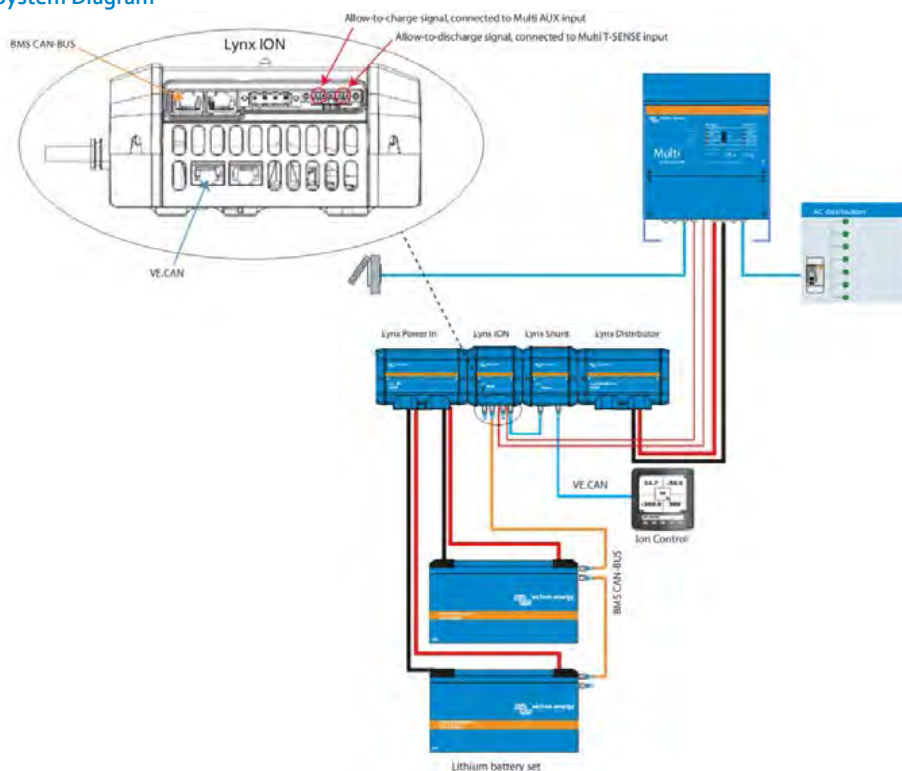 System Diagram
Allow-to-charge signal, connected to Multi AUX input
Allow-to-discharge signal, connected to Multi T-SENSE input
BMS CAN-BUS
Lynx ION
Multi
AC distribution
VE.CAN
Lynx Power In
Lynx ION
Lynx Shunt
Lynx Distributor
VE.CAN
Ion Control
BMS CAN-BUS
victron energy
victron energy
Lithium battery set